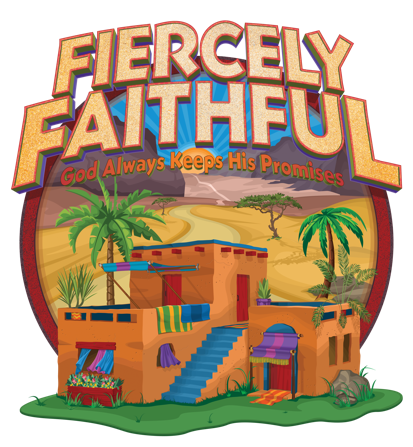 FIERCELY
FAITHFUL
God Always Keeps His Promises